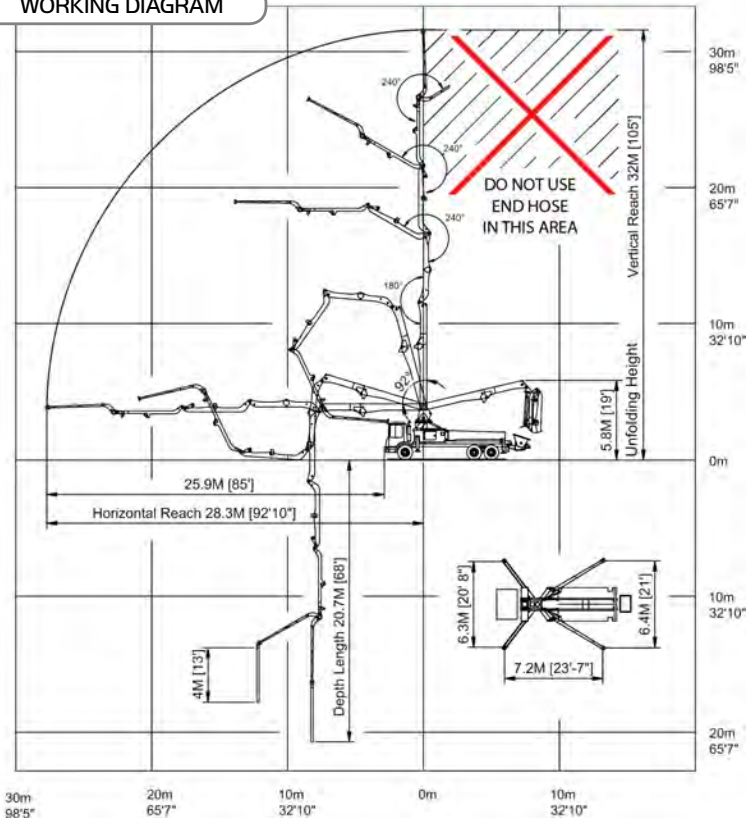 WORKING DIAGRAM
30m
98'5"
240°
240°
240°
180°
92°
DO NOT USE
END HOSE
IN THIS AREA
Vertical Reach 32M [105']
20m
65'7"
10m
32'10"
Unfolding Height
5.8M [19']
0m
25.9M [85']
Horizontal Reach 28.3M [92'10"]
Depth Length 20.7M [68']
4M [13']
6.3M [20' 8"]
6.4M [21']
7.2M [23'-7"]
10m
32'10"
20m
65'7"
30m
98'5"
20m
65'7"
10m
32'10"
0m
10m
32'10"